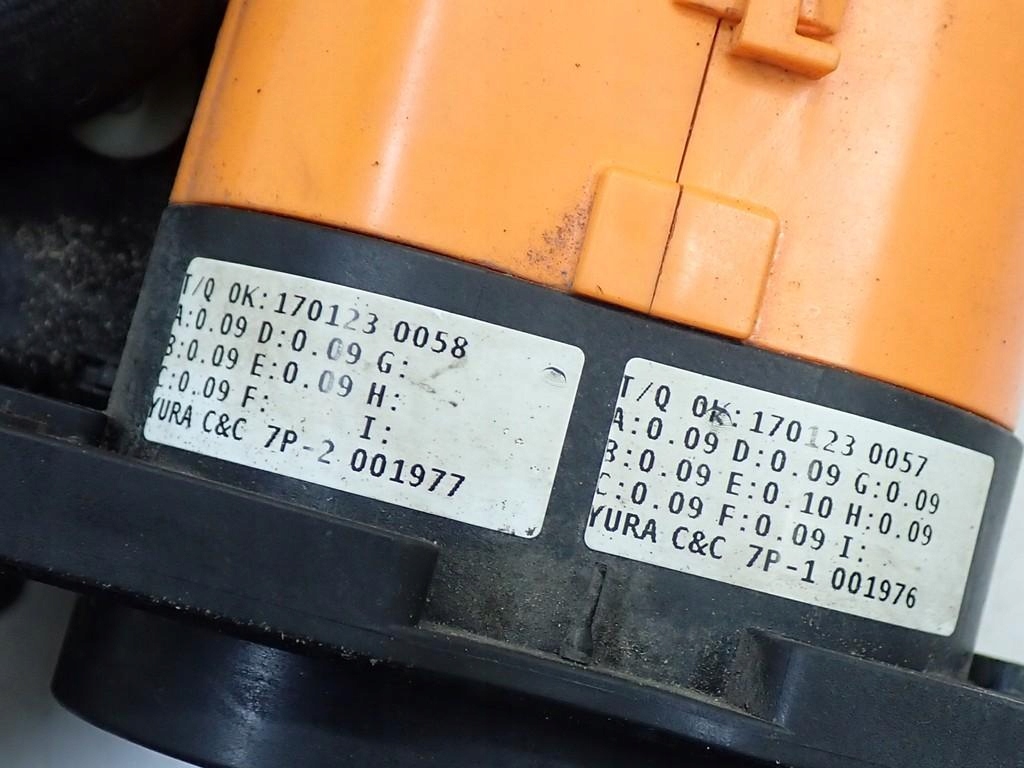 T/Q OK:170123 0058
A:0.09 D:0.09 G:
B:0.09 E:0.09 H:
C:0.09 F: I:
YURA C&C 7P-2 001977
T/Q OK:170123 0057
A:0.09 D:0.09 G:0.09
B:0.09 E:0.10 H:0.09
C:0.09 F:0.09 I:
YURA C&C 7P-1 001976